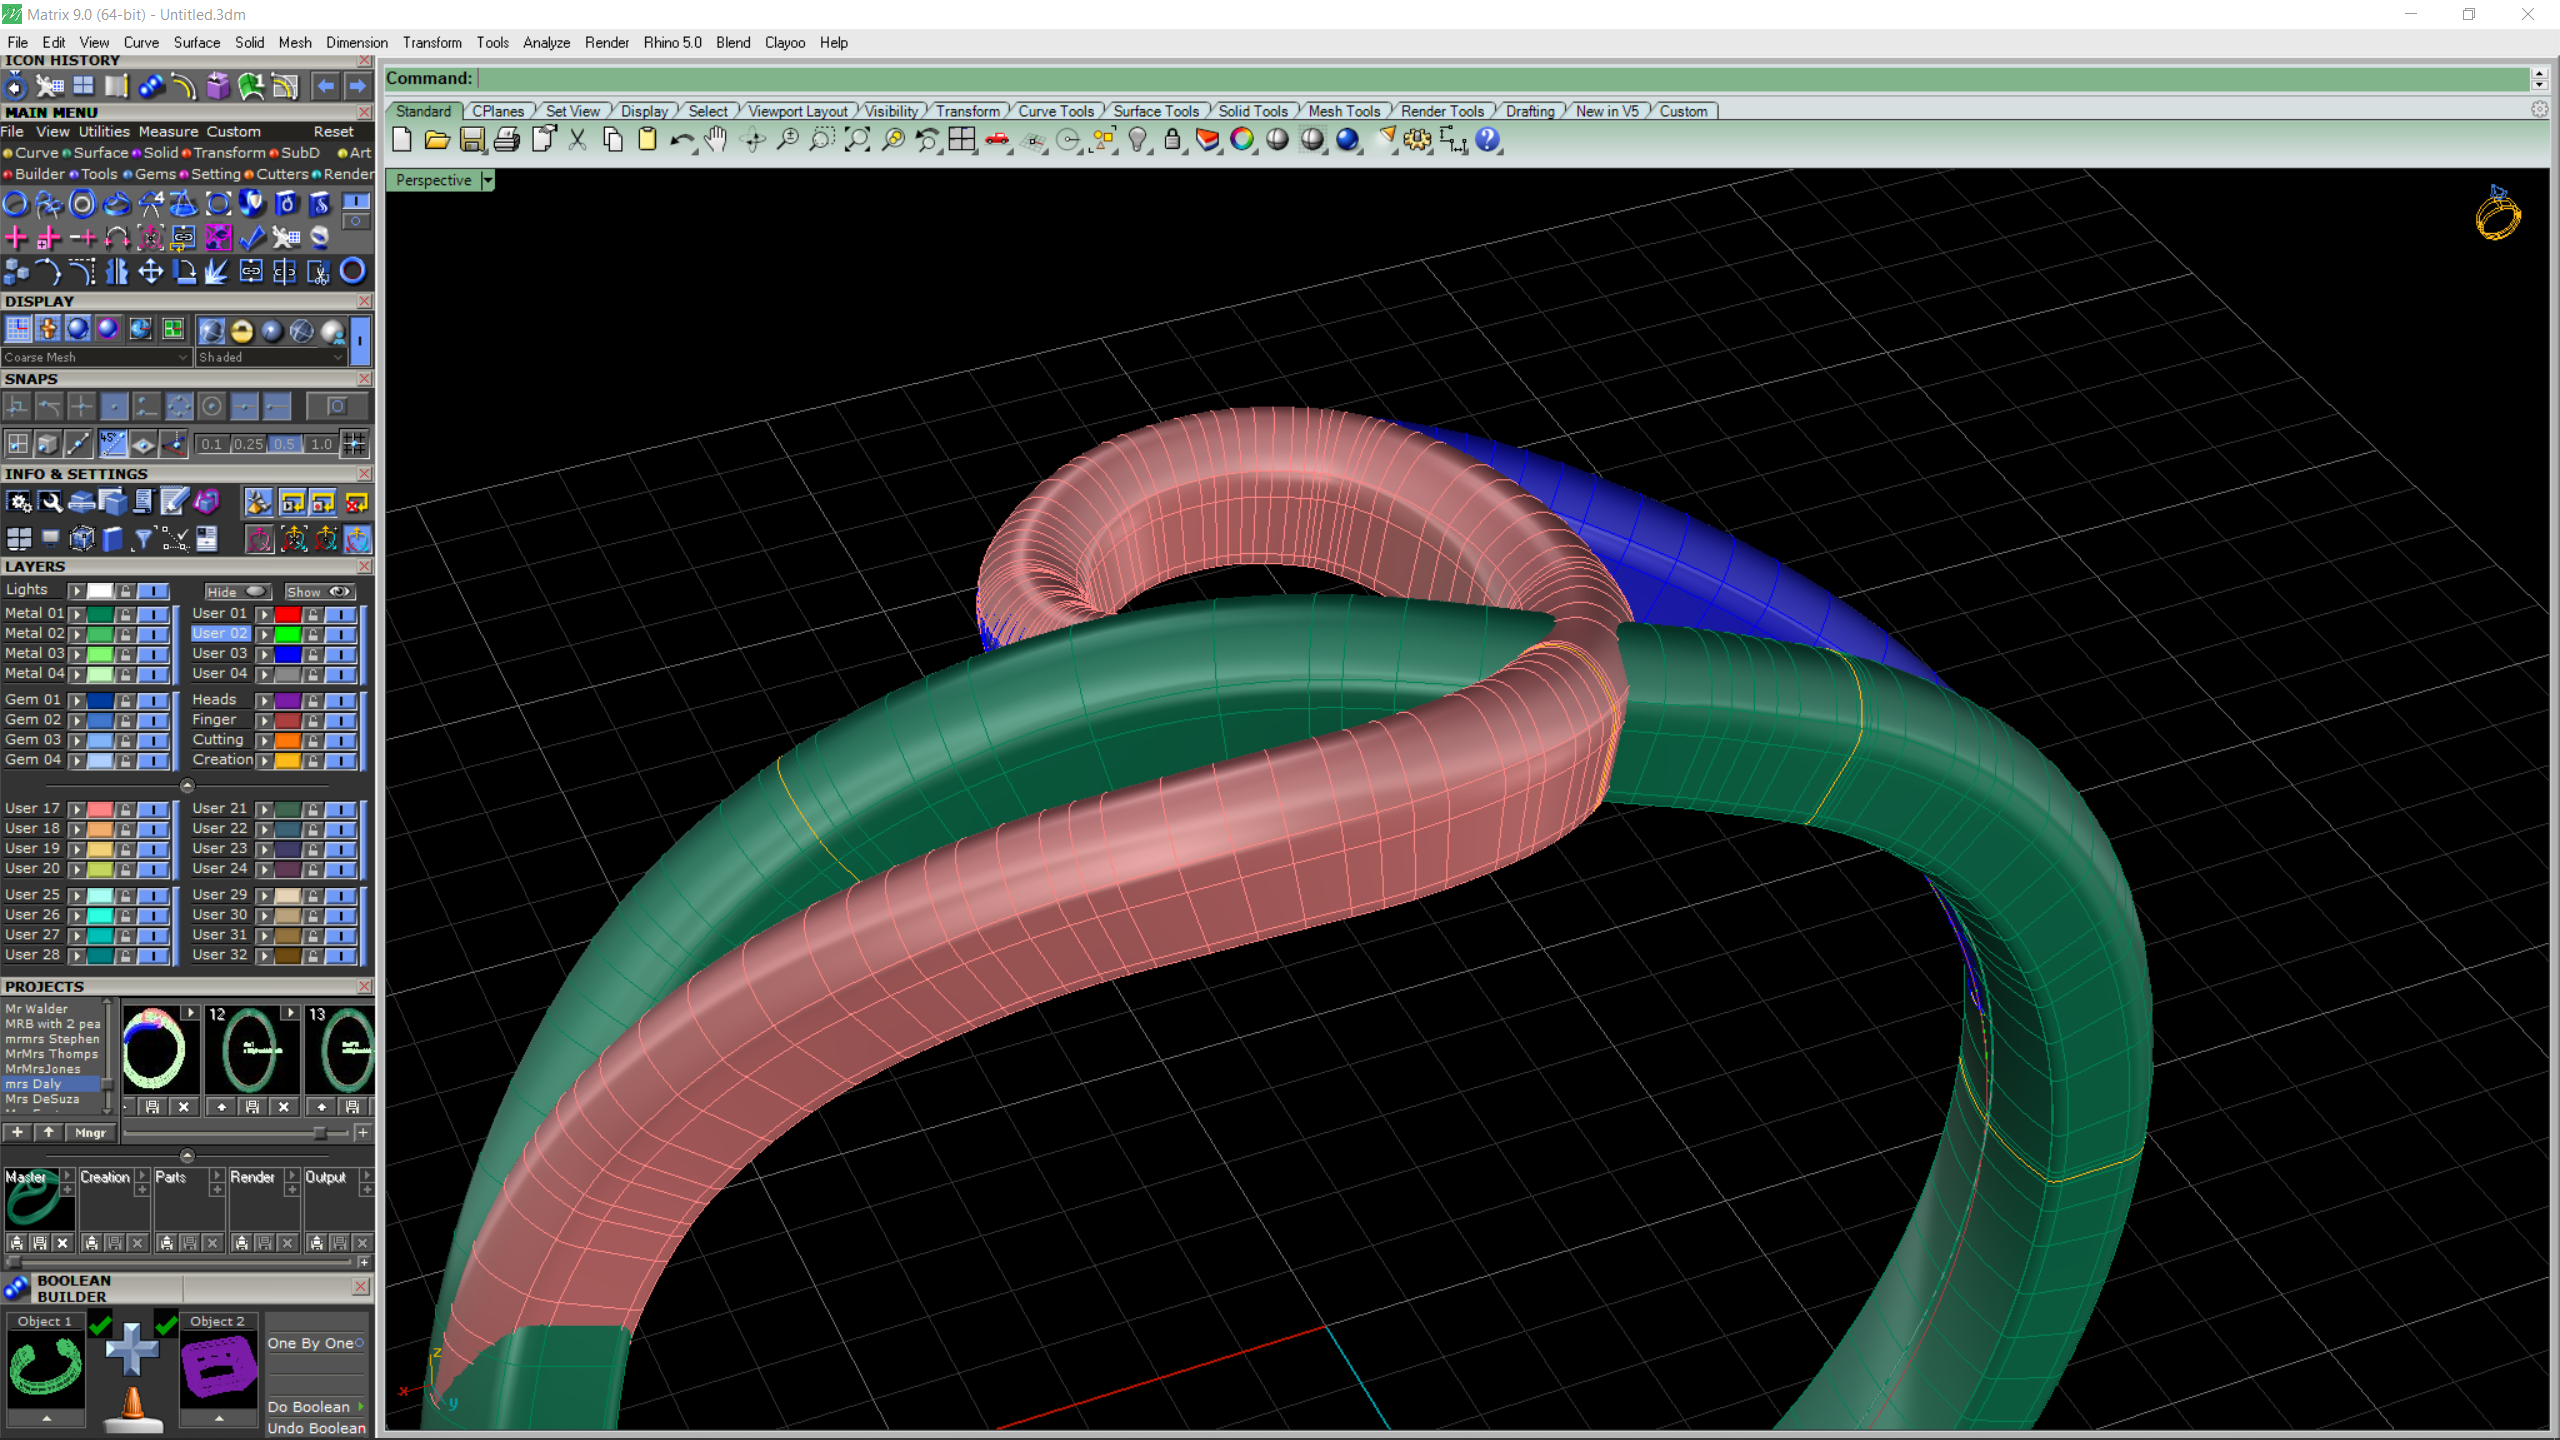 Matrix 9.0 (64-bit) - Untitled.3dm
File Edit View Curve Surface Solid Mesh Dimension Transform Tools Analyze Render Rhino 5.0 Blend Clayoo Help
ICON HISTORY
Command:
MAIN MENU
File View Utilities Measure Custom Reset
Curve Surface Solid Transform SubD Art
Builder Tools Gems Setting Cutters Render
Standard CPlanes Set View Display Select Viewport Layout Visibility Transform Curve Tools Surface Tools Solid Tools Mesh Tools Render Tools Drafting New in V5 Custom
Perspective
DISPLAY
Coarse Mesh Shaded
SNAPS
45°
0.1 0.25 0.5 1.0
INFO & SETTINGS
LAYERS
Lights Hide Show
Metal 01 User 01
Metal 02 User 02
Metal 03 User 03
Metal 04 User 04
Gem 01 Heads
Gem 02 Finger
Gem 03 Cutting
Gem 04 Creation
User 17 User 21
User 18 User 22
User 19 User 23
User 20 User 24
User 25 User 29
User 26 User 30
User 27 User 31
User 28 User 32
PROJECTS
Mr Walder
MRB with 2 pea
mrmrs Stephen
MrMrs Thomps
MrMrsJones
mrs Daly
Mrs DeSuza
12 13
Mngr
Master Creation Parts Render Output
BOOLEAN
BUILDER
Object 1 Object 2
One By One
Do Boolean
Undo Boolean
z
x
y